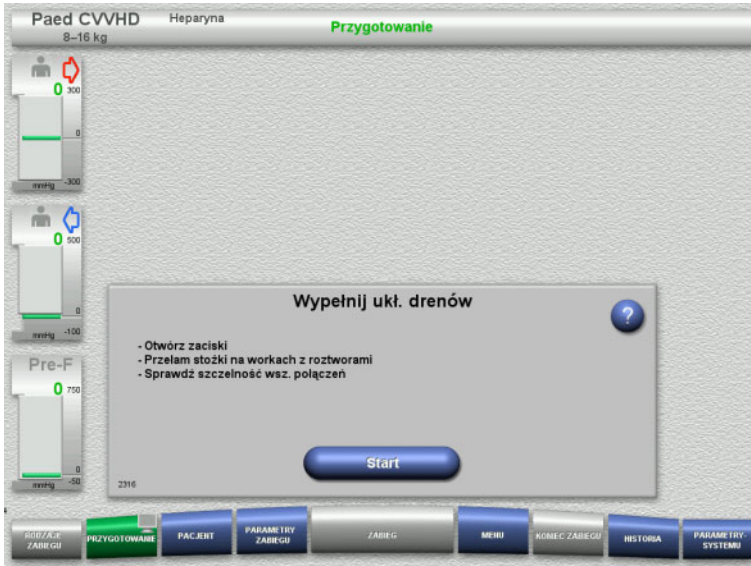 Paed CVVHD Heparyna
8–16 kg
Przygotowanie
0 300
0
mmHg -300
0 500
0
mmHg -100
Pre-F
0 750
0
mmHg -50
Wypełnij ukł. drenów
?
- Otwórz zaciski
- Przełam stożki na workach z roztworami
- Sprawdź szczelność wsz. połączeń
Start
2316
RODZAJE ZABIEGU
PRZYGOTOWANIE
PACJENT
PARAMETRY ZABIEGU
ZABIEG
MENU
KONIEC ZABIEGU
HISTORIA
PARAMETRY- SYSTEMU